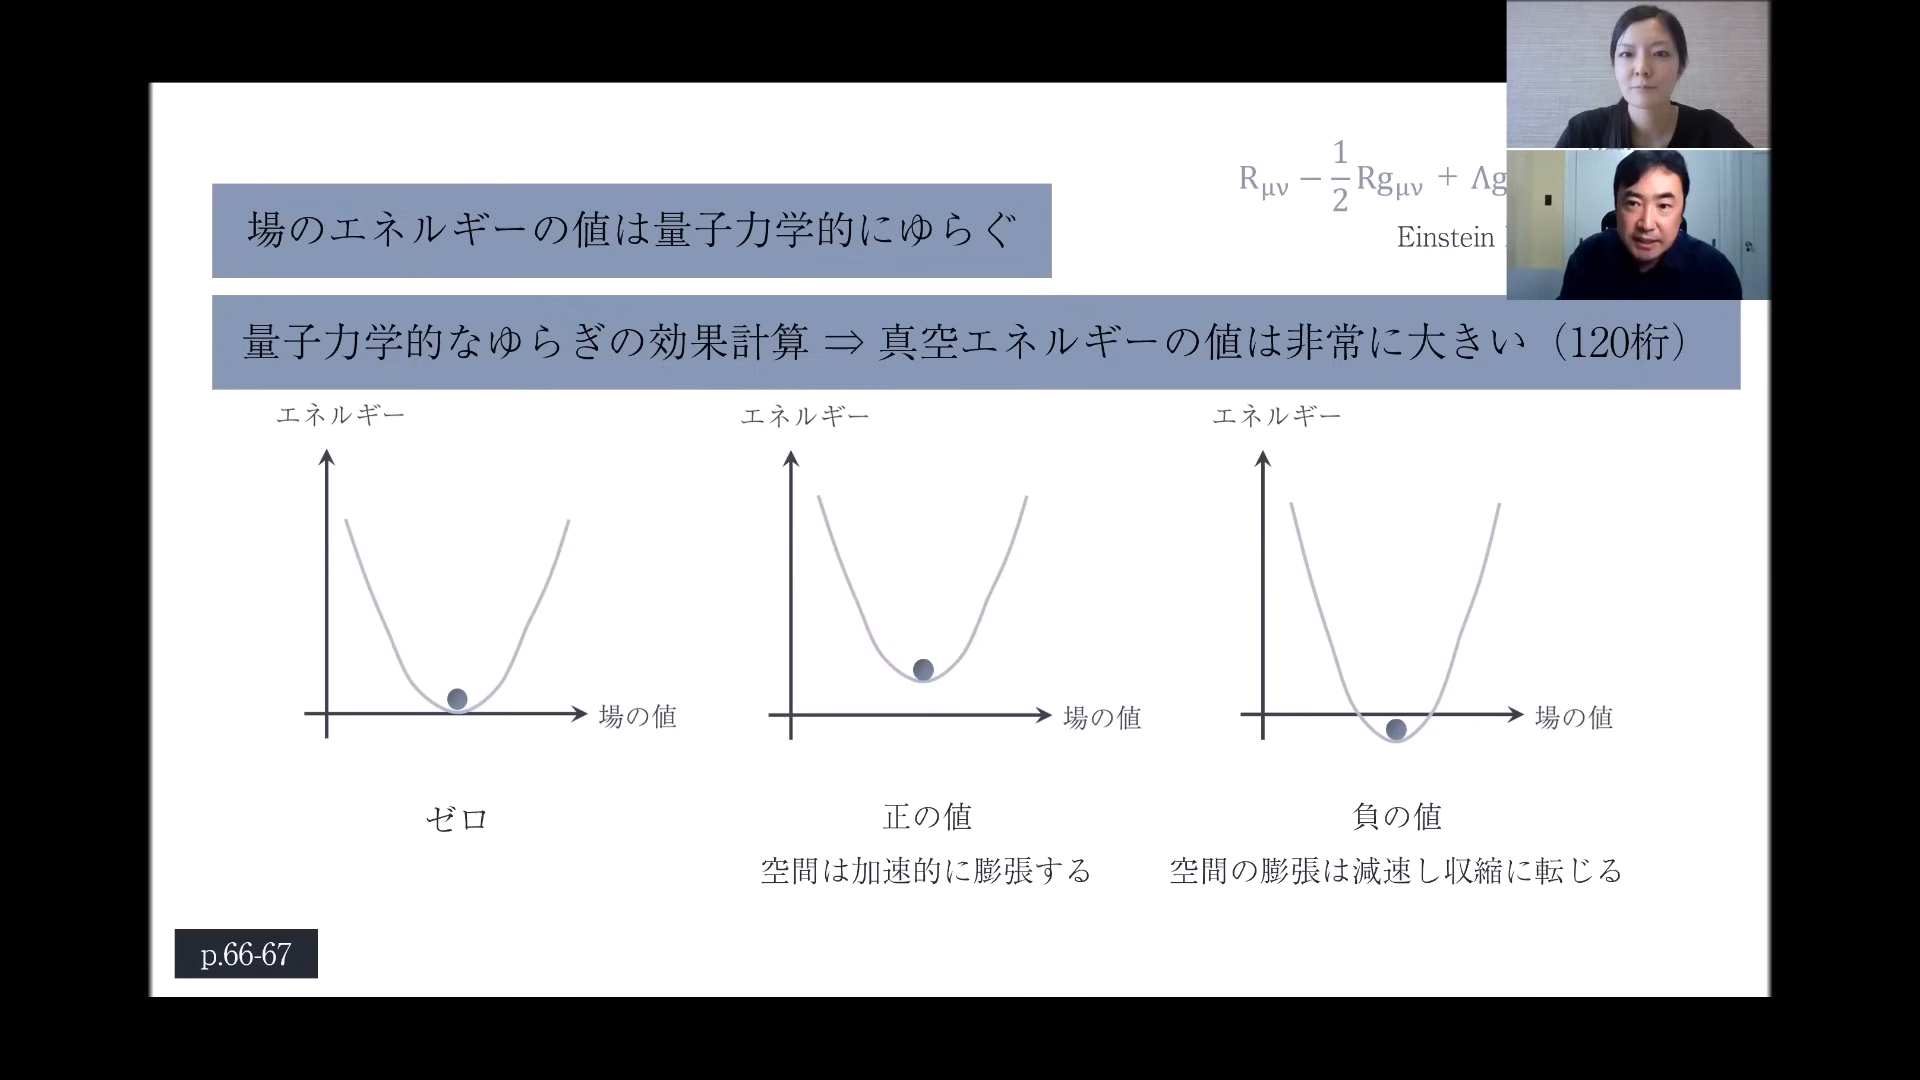 R_μν − 1/2 Rg_μν + Λg
Einstein
場のエネルギーの値は量子力学的にゆらぐ
量子力学的なゆらぎの効果計算 ⇒ 真空エネルギーの値は非常に大きい（120桁）
エネルギー
エネルギー
エネルギー
場の値
場の値
場の値
ゼロ
正の値
負の値
空間は加速的に膨張する
空間の膨張は減速し収縮に転じる
p.66-67